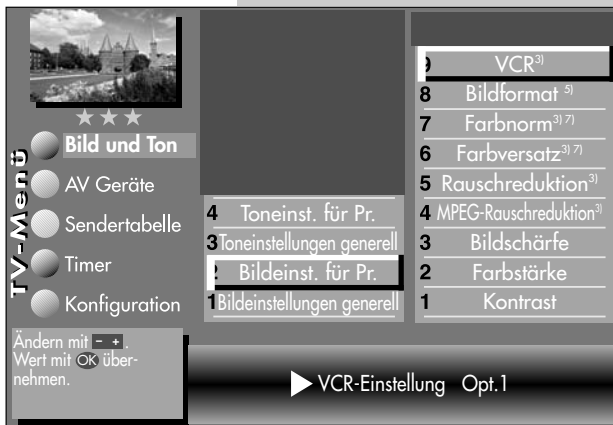 TV-Menü
Bild und Ton
AV Geräte
Sendertabelle
Timer
Konfiguration
Ändern mit - + .
Wert mit OK über-
nehmen.
4 Toneinst. für Pr.
3 Toneinstellungen generell
2 Bildeinst. für Pr.
1 Bildeinstellungen generell
9 VCR3)
8 Bildformat 5)
7 Farbnorm3) 7)
6 Farbversatz3) 7)
5 Rauschreduktion3)
4 MPEG-Rauschreduktion3)
3 Bildschärfe
2 Farbstärke
1 Kontrast
VCR-Einstellung Opt.1